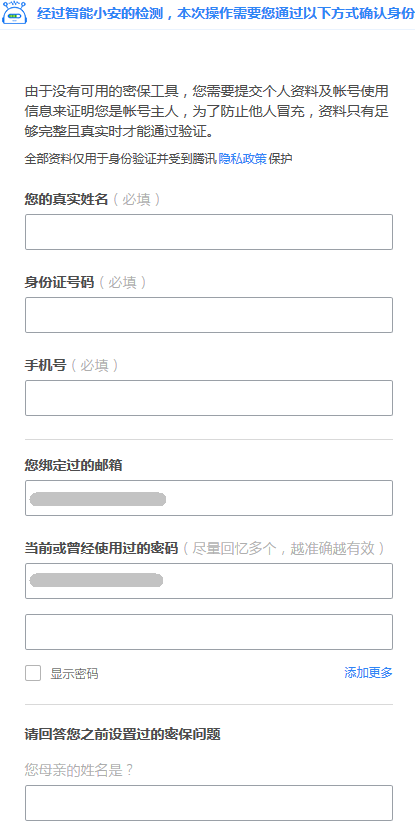 经过智能小安的检测，本次操作需要您通过以下方式确认身份
由于没有可用的密保工具，您需要提交个人资料及帐号使用
信息来证明您是帐号主人，为了防止他人冒充，资料只有足
够完整且真实时才能通过验证。
全部资料仅用于身份验证并受到腾讯隐私政策保护
您的真实姓名（必填）
身份证号码（必填）
手机号（必填）
您绑定过的邮箱
当前或曾经使用过的密码（尽量回忆多个，越准确越有效）
显示密码 添加更多
请回答您之前设置过的密保问题
您母亲的姓名是？